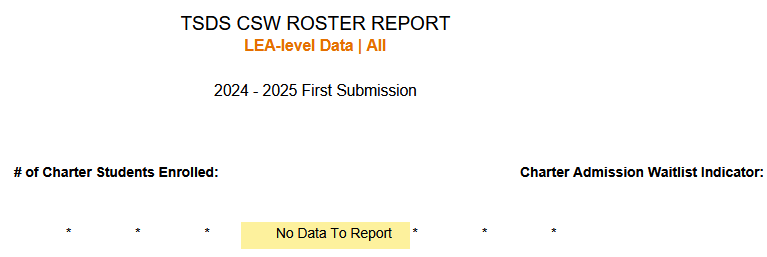 TSDS CSW ROSTER REPORT
LEA-level Data | All
2024 - 2025 First Submission
# of Charter Students Enrolled: Charter Admission Waitlist Indicator:
* * * No Data To Report * * *